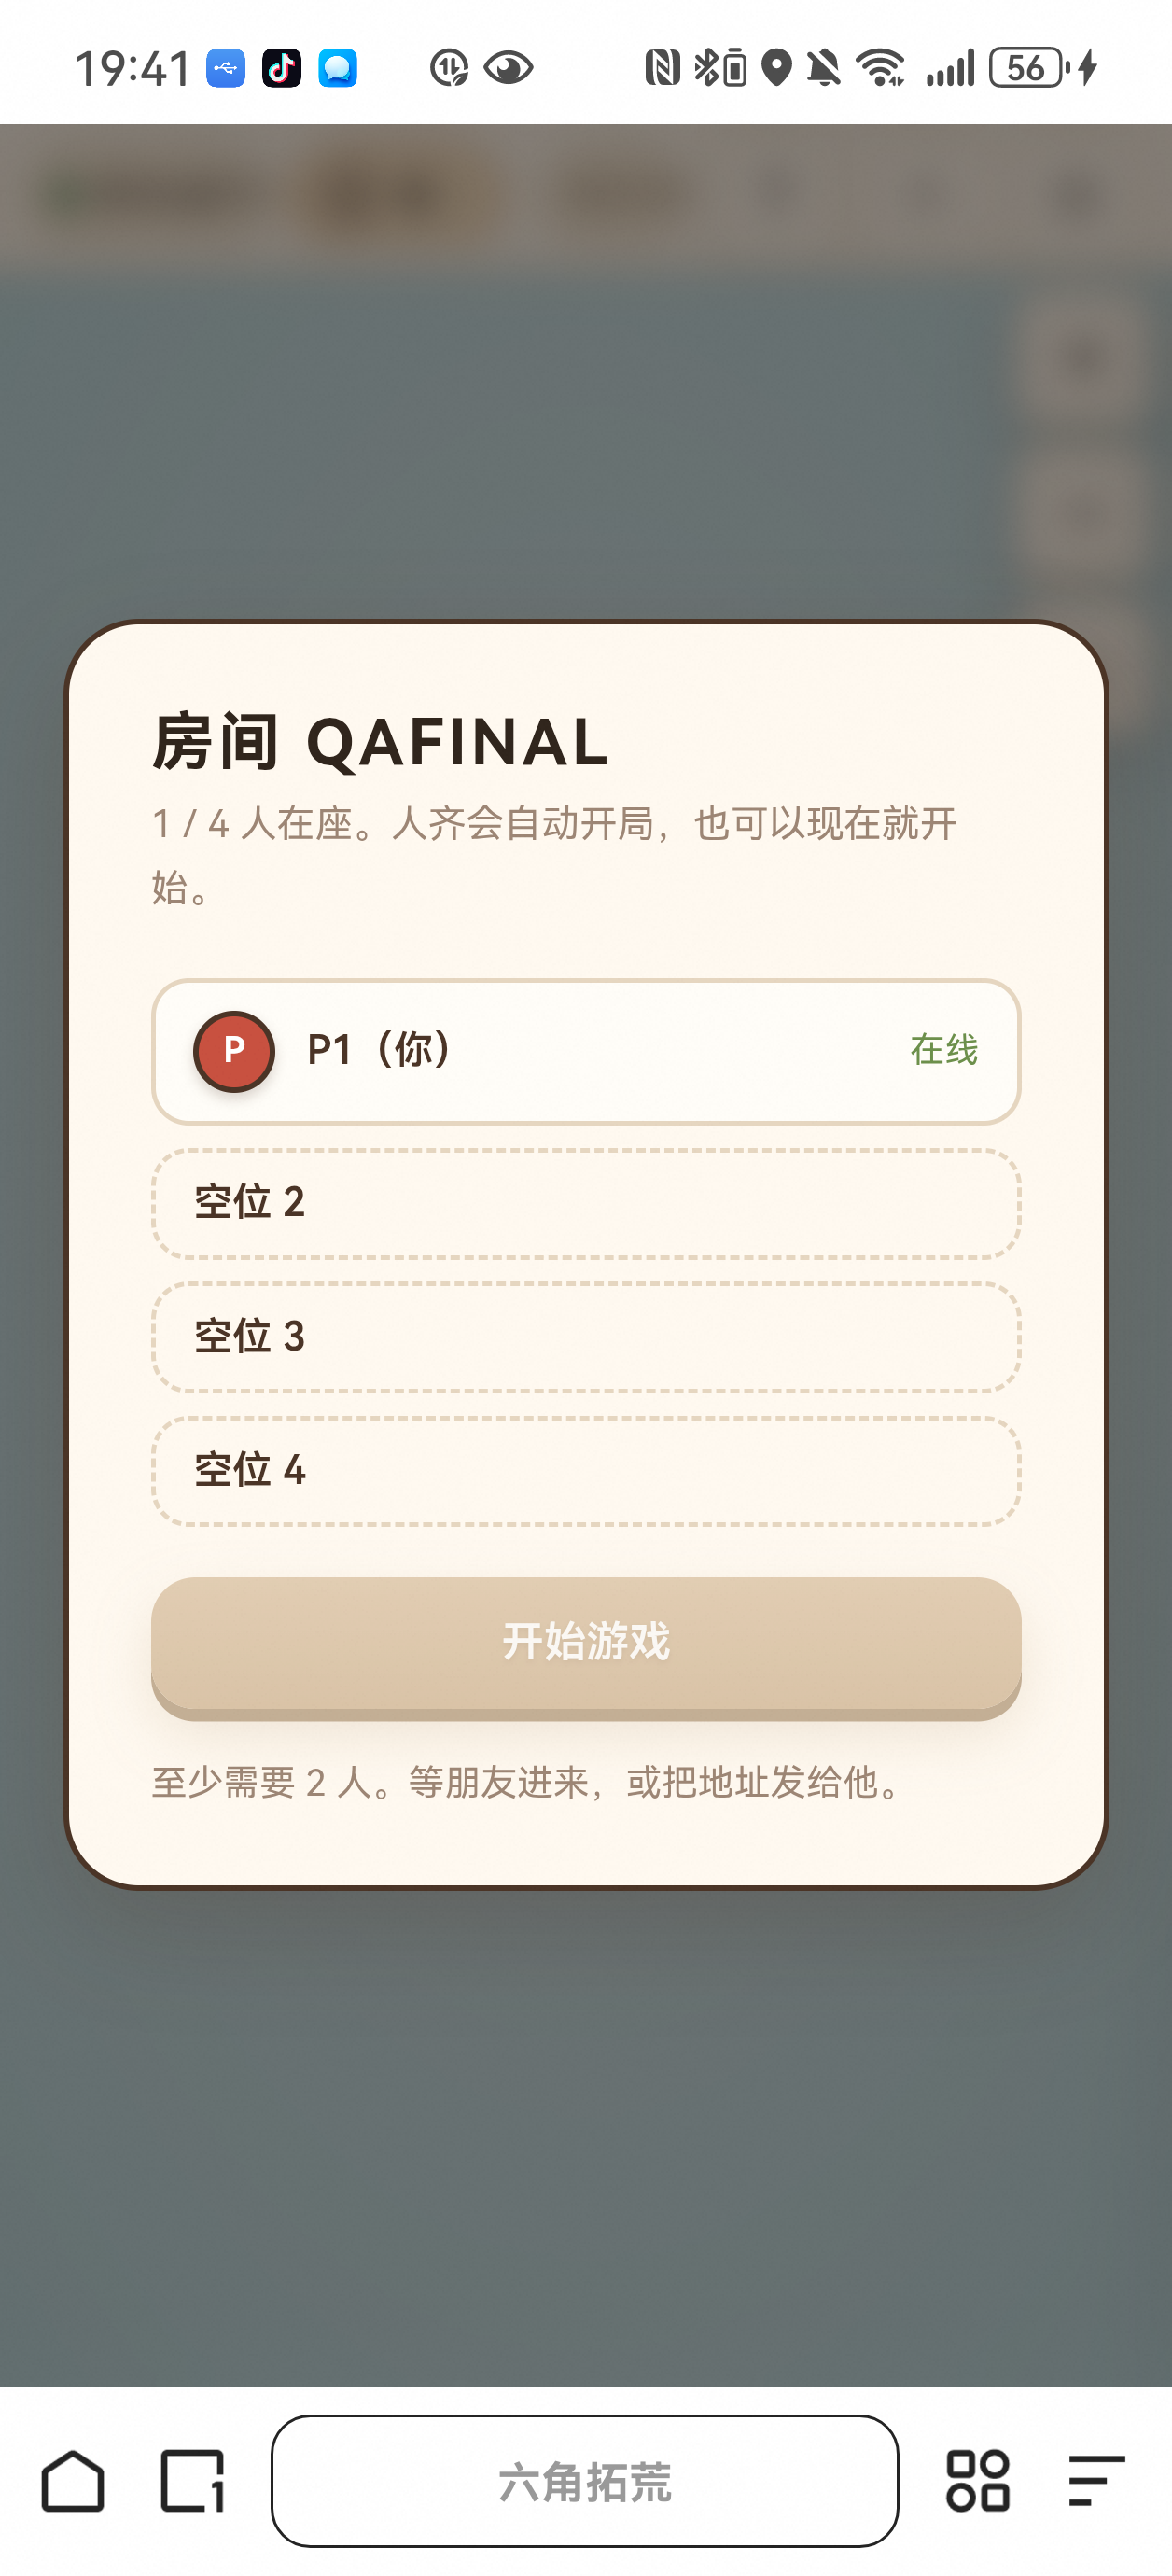 19:41
56
房间 QAFINAL
1 / 4 人在座。人齐会自动开局，也可以现在就开
始。
P P1（你） 在线
空位 2
空位 3
空位 4
开始游戏
至少需要 2 人。等朋友进来，或把地址发给他。
1 六角拓荒